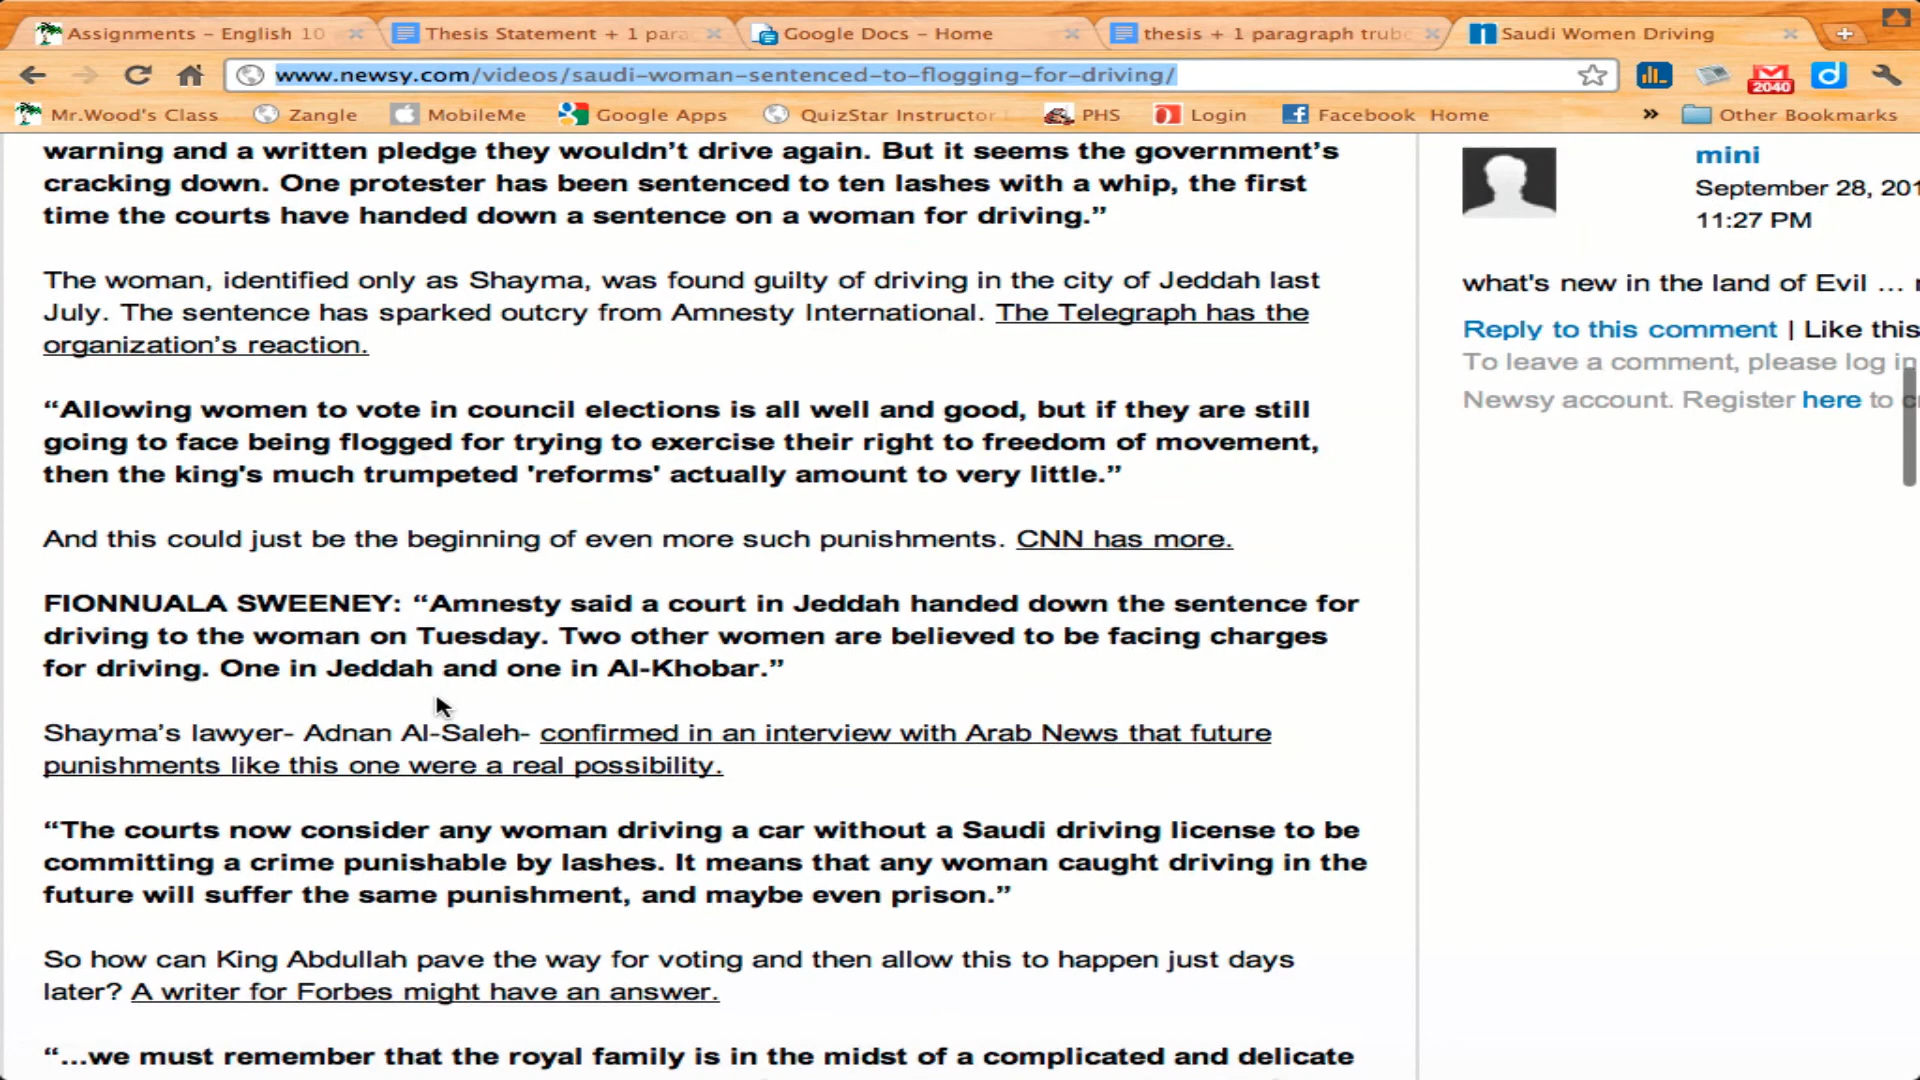 Assignments – English 10
Thesis Statement + 1 para
Google Docs – Home
thesis + 1 paragraph trub
Saudi Women Driving
www.newsy.com/videos/saudi-woman-sentenced-to-flogging-for-driving/
2040
Mr.Wood's Class
Zangle
MobileMe
Google Apps
QuizStar Instructor
PHS
Login
Facebook Home
»
Other Bookmarks
warning and a written pledge they wouldn't drive again. But it seems the government's
cracking down. One protester has been sentenced to ten lashes with a whip, the first
time the courts have handed down a sentence on a woman for driving.”
The woman, identified only as Shayma, was found guilty of driving in the city of Jeddah last
July. The sentence has sparked outcry from Amnesty International. The Telegraph has the
organization's reaction.
“Allowing women to vote in council elections is all well and good, but if they are still
going to face being flogged for trying to exercise their right to freedom of movement,
then the king's much trumpeted 'reforms' actually amount to very little.”
And this could just be the beginning of even more such punishments. CNN has more.
FIONNUALA SWEENEY: “Amnesty said a court in Jeddah handed down the sentence for
driving to the woman on Tuesday. Two other women are believed to be facing charges
for driving. One in Jeddah and one in Al-Khobar.”
Shayma's lawyer- Adnan Al-Saleh- confirmed in an interview with Arab News that future
punishments like this one were a real possibility.
“The courts now consider any woman driving a car without a Saudi driving license to be
committing a crime punishable by lashes. It means that any woman caught driving in the
future will suffer the same punishment, and maybe even prison.”
So how can King Abdullah pave the way for voting and then allow this to happen just days
later? A writer for Forbes might have an answer.
“...we must remember that the royal family is in the midst of a complicated and delicate
mini
September 28, 201
11:27 PM
what's new in the land of Evil ...
Reply to this comment | Like this
To leave a comment, please log in
Newsy account. Register here to